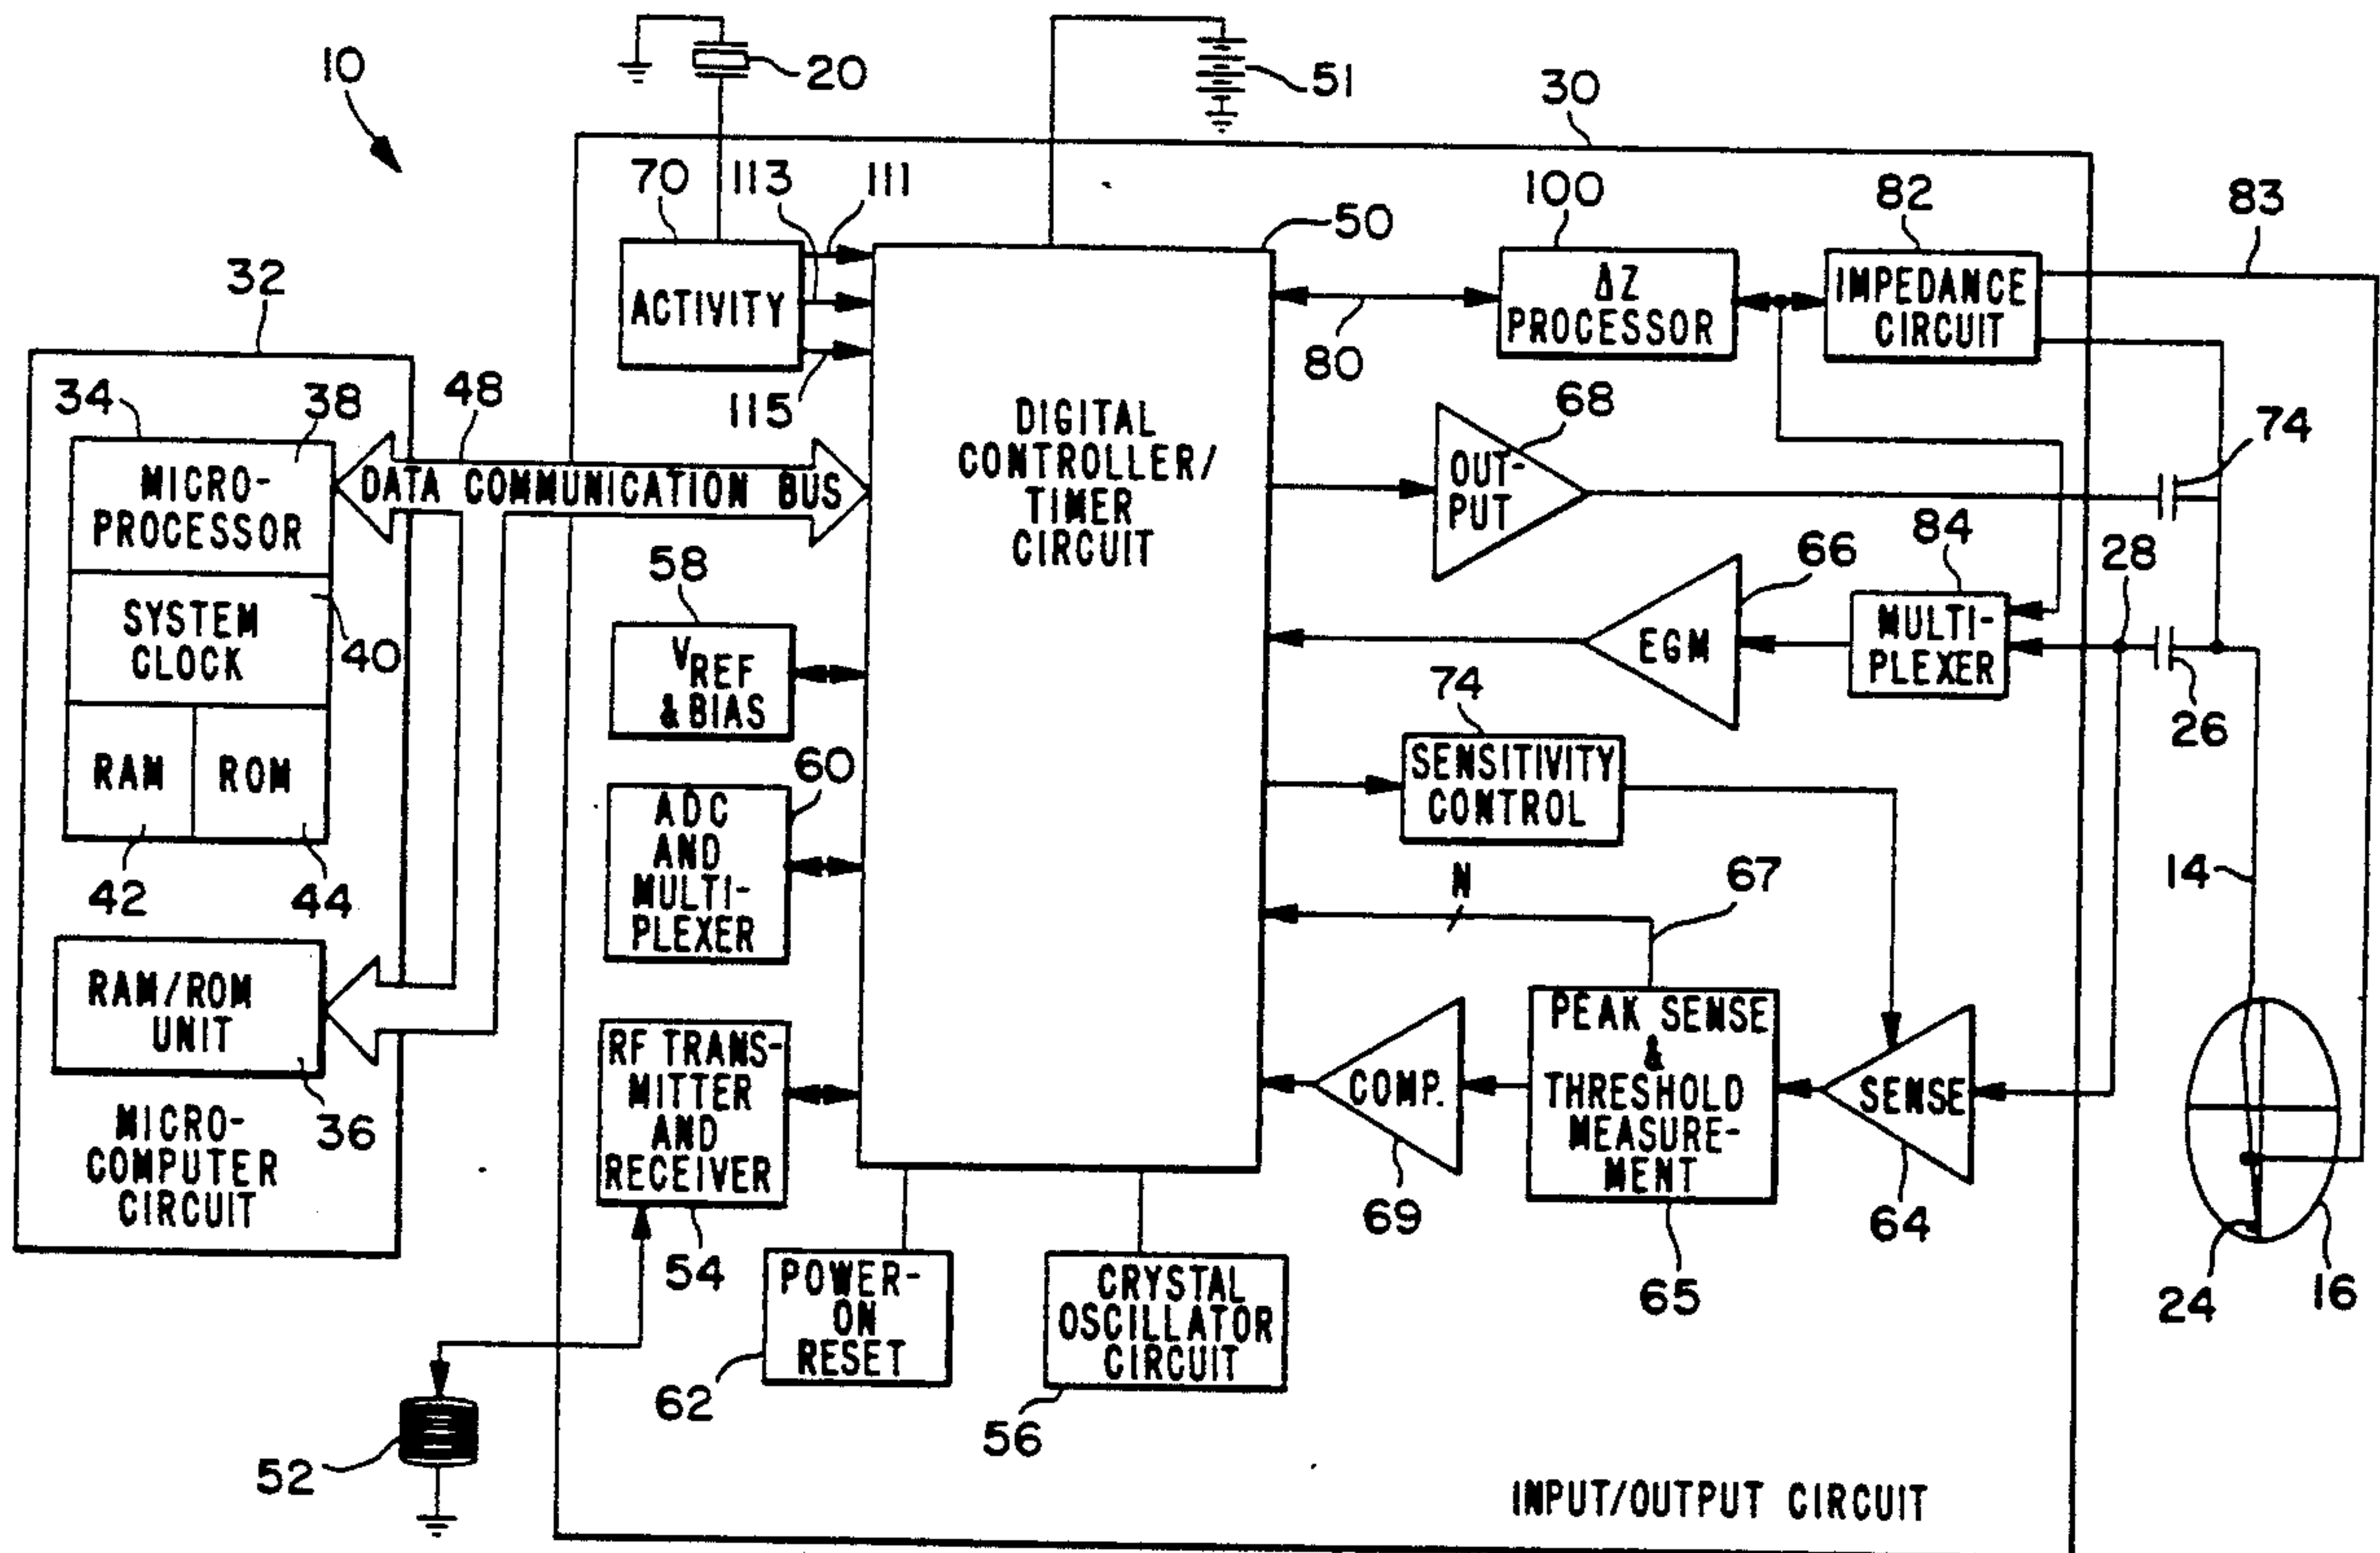 10
20
51
30
70
113
111
50
100
82
83
ACTIVITY
115
ΔZ
PROCESSOR
80
IMPEDANCE
CIRCUIT
32
34
38
48
MICRO-
PROCESSOR
DATA COMMUNICATION BUS
SYSTEM
CLOCK
40
RAM
ROM
42
44
RAM/ROM
UNIT
36
MICRO-
COMPUTER
CIRCUIT
DIGITAL
CONTROLLER/
TIMER
CIRCUIT
68
OUT-
PUT
74
58
VREF
& BIAS
66
EGM
84
MULTI-
PLEXER
28
26
60
ADC
AND
MULTI-
PLEXER
74
SENSITIVITY
CONTROL
N
67
14
RF TRANS-
MITTER
AND
RECEIVER
54
COMP.
69
PEAK SENSE
&
THRESHOLD
MEASURE-
MENT
65
SENSE
64
24
16
POWER-
ON
RESET
62
CRYSTAL
OSCILLATOR
CIRCUIT
56
52
INPUT/OUTPUT CIRCUIT